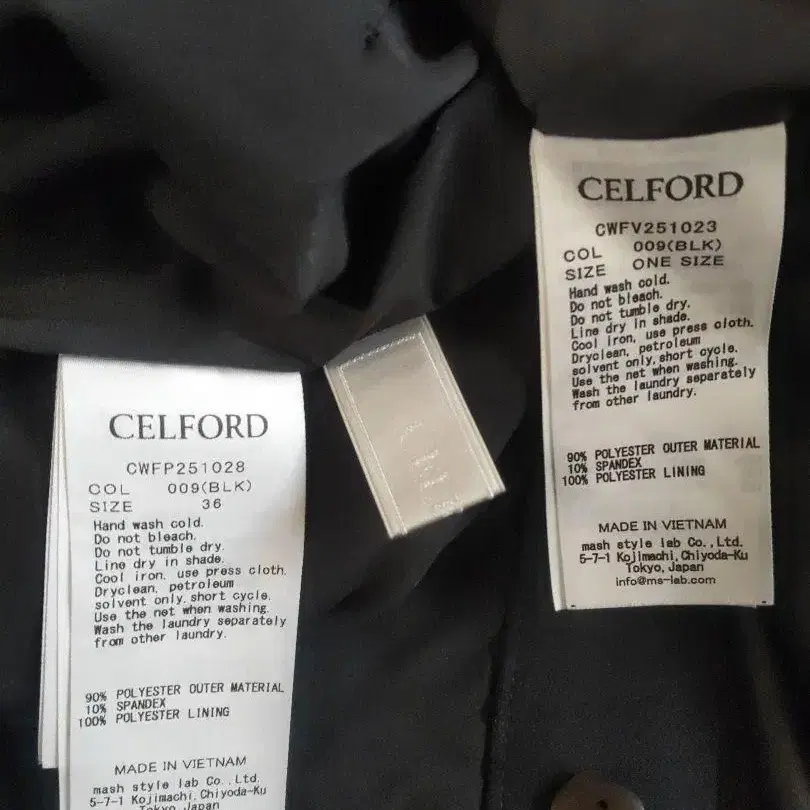 CELFORD
CWFP251028
COL 009(BLK)
SIZE 36
Hand wash cold.
Do not bleach.
Do not tumble dry.
Line dry in shade.
Cool iron, use press cloth.
Dryclean, petroleum
solvent only, short cycle.
Use the net when washing.
Wash the laundry separately
from other laundry.
90% POLYESTER OUTER MATERIAL
10% SPANDEX
100% POLYESTER LINING
MADE IN VIETNAM
mash style lab Co.,Ltd.
5-7-1 Kojimachi, Chiyoda-Ku
Tokyo, Japan
CELFORD
CWFV251023
COL 009(BLK)
SIZE ONE SIZE
Hand wash cold.
Do not bleach.
Do not tumble dry.
Line dry in shade.
Cool iron, use press cloth.
Dryclean, petroleum
solvent only, short cycle.
Use the net when washing.
Wash the laundry separately
from other laundry.
90% POLYESTER OUTER MATERIAL
10% SPANDEX
100% POLYESTER LINING
MADE IN VIETNAM
mash style lab Co.,Ltd.
5-7-1 Kojimachi, Chiyoda-Ku
Tokyo, Japan
info@ms-lab.com